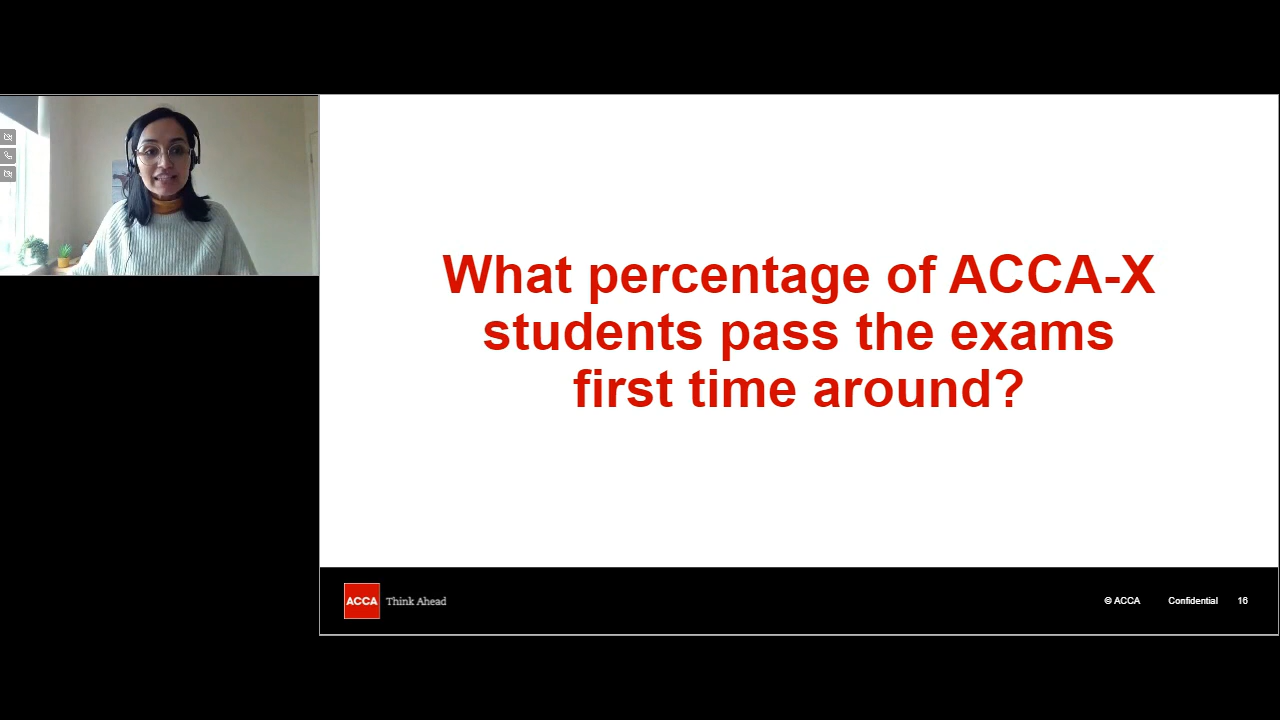 What percentage of ACCA-X
students pass the exams
first time around?
ACCA Think Ahead
© ACCA Confidential 16